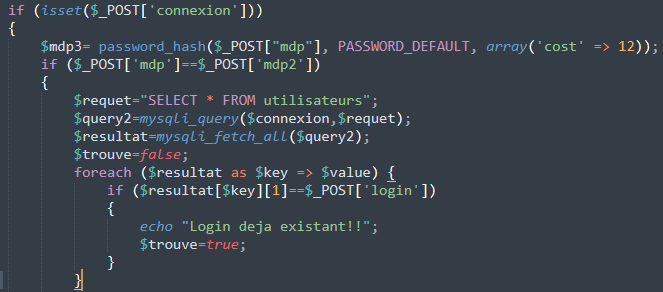 if (isset($_POST['connexion']))
{
$mdp3= password_hash($_POST["mdp"], PASSWORD_DEFAULT, array('cost' => 12));
if ($_POST['mdp']==$_POST['mdp2'])
{
$requet="SELECT * FROM utilisateurs";
$query2=mysqli_query($connexion,$requet);
$resultat=mysqli_fetch_all($query2);
$trouve=false;
foreach ($resultat as $key => $value) {
if ($resultat[$key][1]==$_POST['login'])
{
echo "Login deja existant!!";
$trouve=true;
}
}